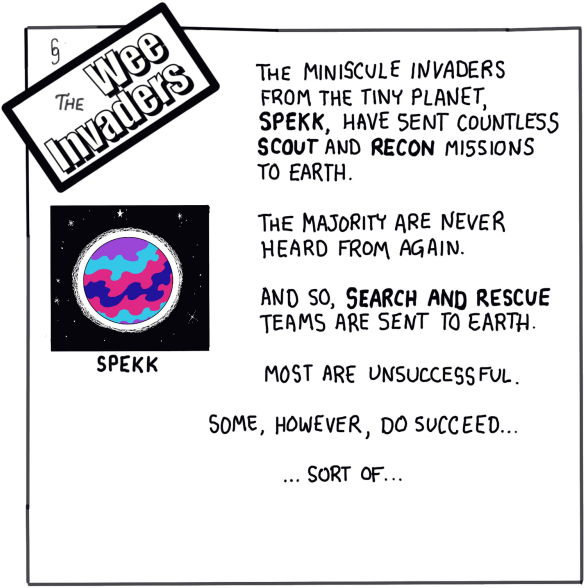 THE
Wee
Invaders
THE MINISCULE INVADERS
FROM THE TINY PLANET,
SPEKK, HAVE SENT COUNTLESS
SCOUT AND RECON MISSIONS
TO EARTH.
THE MAJORITY ARE NEVER
HEARD FROM AGAIN.
AND SO, SEARCH AND RESCUE
TEAMS ARE SENT TO EARTH.
SPEKK
MOST ARE UNSUCCESSFUL.
SOME, HOWEVER, DO SUCCEED...
... SORT OF...